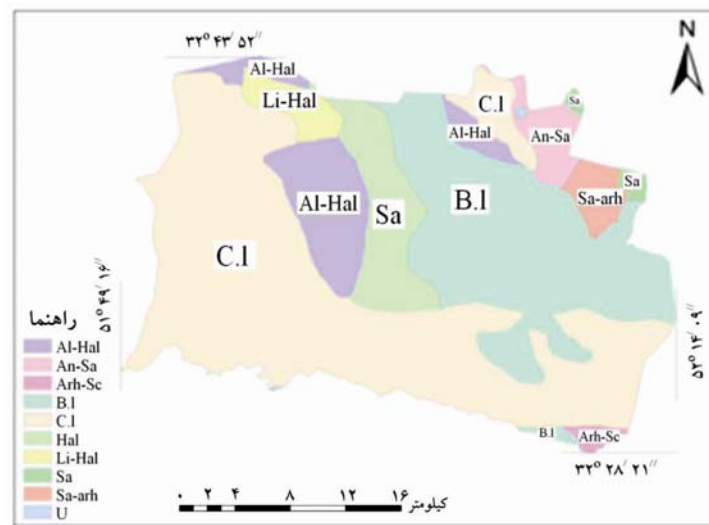 ۳۲° ۴۳′ ۵۲″
N
Al-Hal
Li-Hal
C.l
Sa
Al-Hal
An-Sa
Al-Hal
Sa
B.l
Sa-arh
Sa
C.l
۵۱° ۴۹′ ۱۶″
۵۲° ۱۴′ ۰۹″
راهنما
Al-Hal
An-Sa
Arh-Sc
B.l
C.l
Hal
Li-Hal
Sa
Sa-arh
U
B.l
Arh-Sc
۳۲° ۲۸′ ۲۱″
۰ ۲ ۴ ۸ ۱۲ ۱۶
کیلومتر